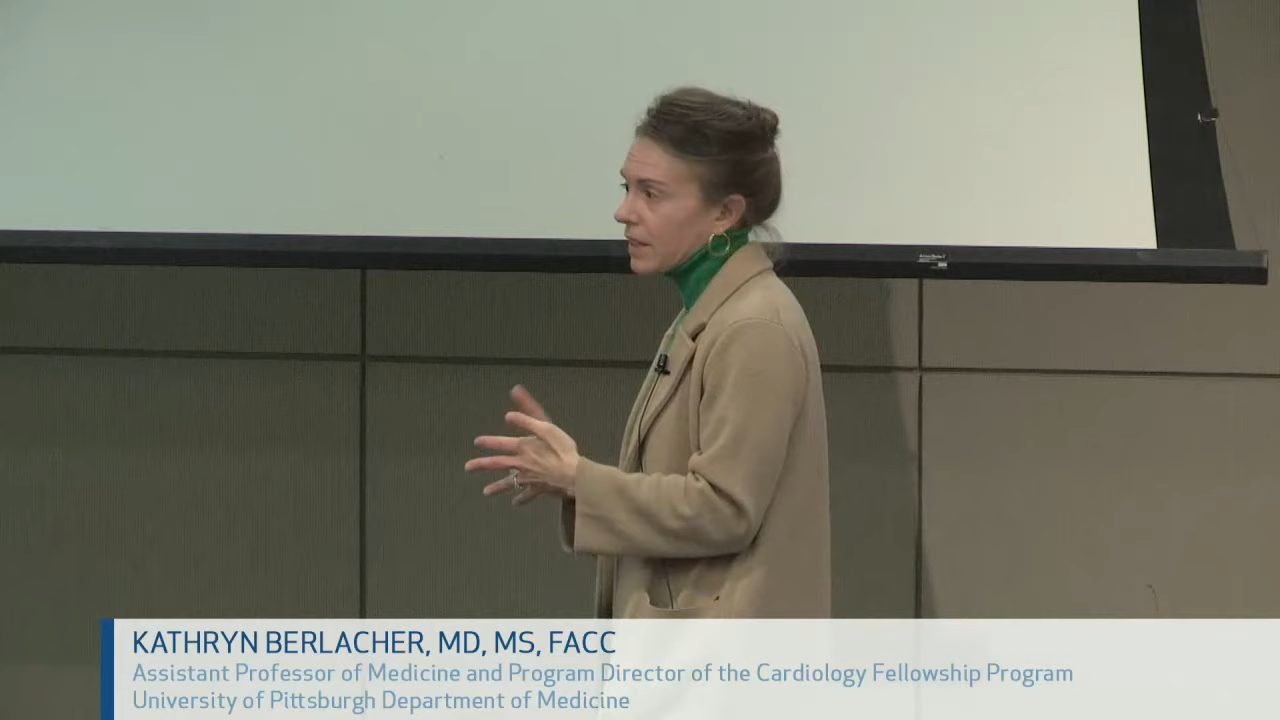 KATHRYN BERLACHER, MD, MS, FACC
Assistant Professor of Medicine and Program Director of the Cardiology Fellowship Program
University of Pittsburgh Department of Medicine